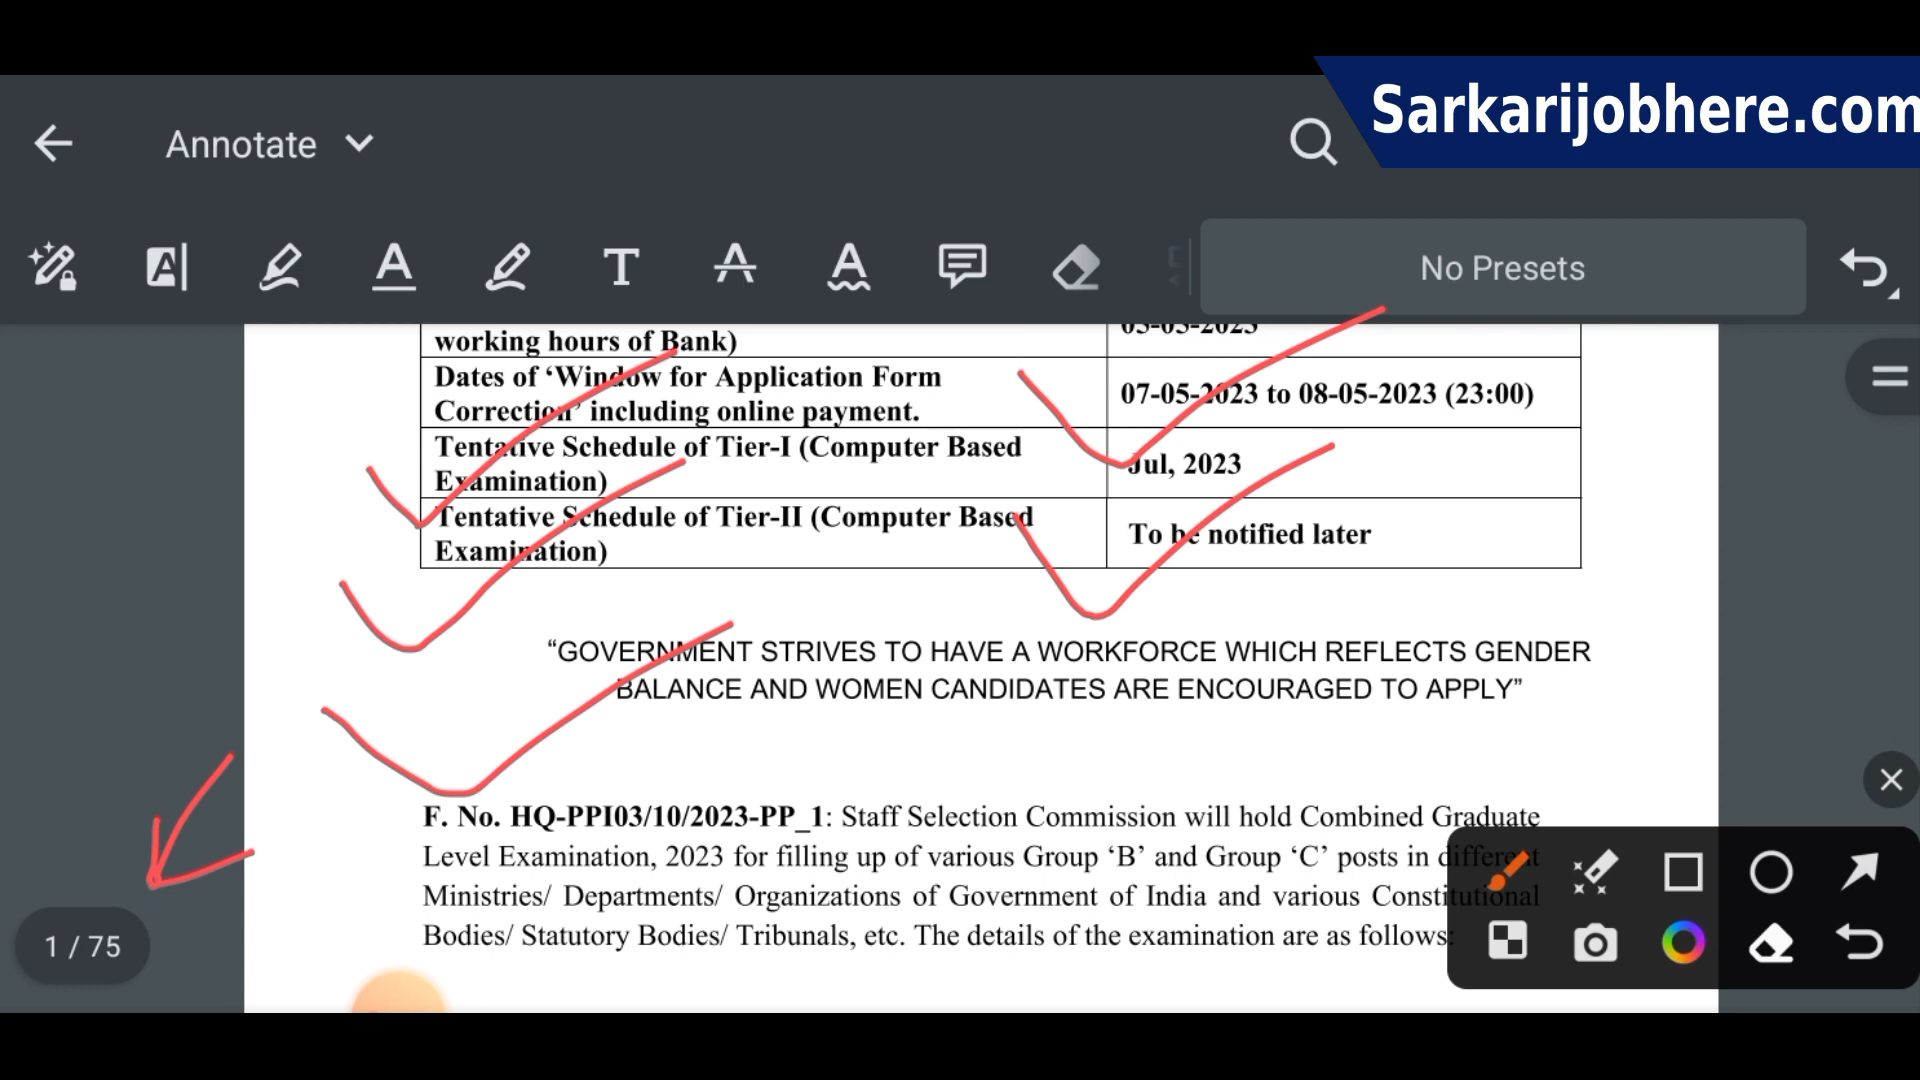 Sarkarijobhere.com
Annotate
No Presets
working hours of Bank)
Dates of ‘Window for Application Form
Correction’ including online payment.
07-05-2023 to 08-05-2023 (23:00)
Tentative Schedule of Tier-I (Computer Based
Examination)
Jul, 2023
Tentative Schedule of Tier-II (Computer Based
Examination)
To be notified later
“GOVERNMENT STRIVES TO HAVE A WORKFORCE WHICH REFLECTS GENDER
BALANCE AND WOMEN CANDIDATES ARE ENCOURAGED TO APPLY”
F. No. HQ-PPI03/10/2023-PP_1: Staff Selection Commission will hold Combined Graduate
Level Examination, 2023 for filling up of various Group ‘B’ and Group ‘C’ posts in different
Ministries/ Departments/ Organizations of Government of India and various Constitutional
Bodies/ Statutory Bodies/ Tribunals, etc. The details of the examination are as follows:
1 / 75